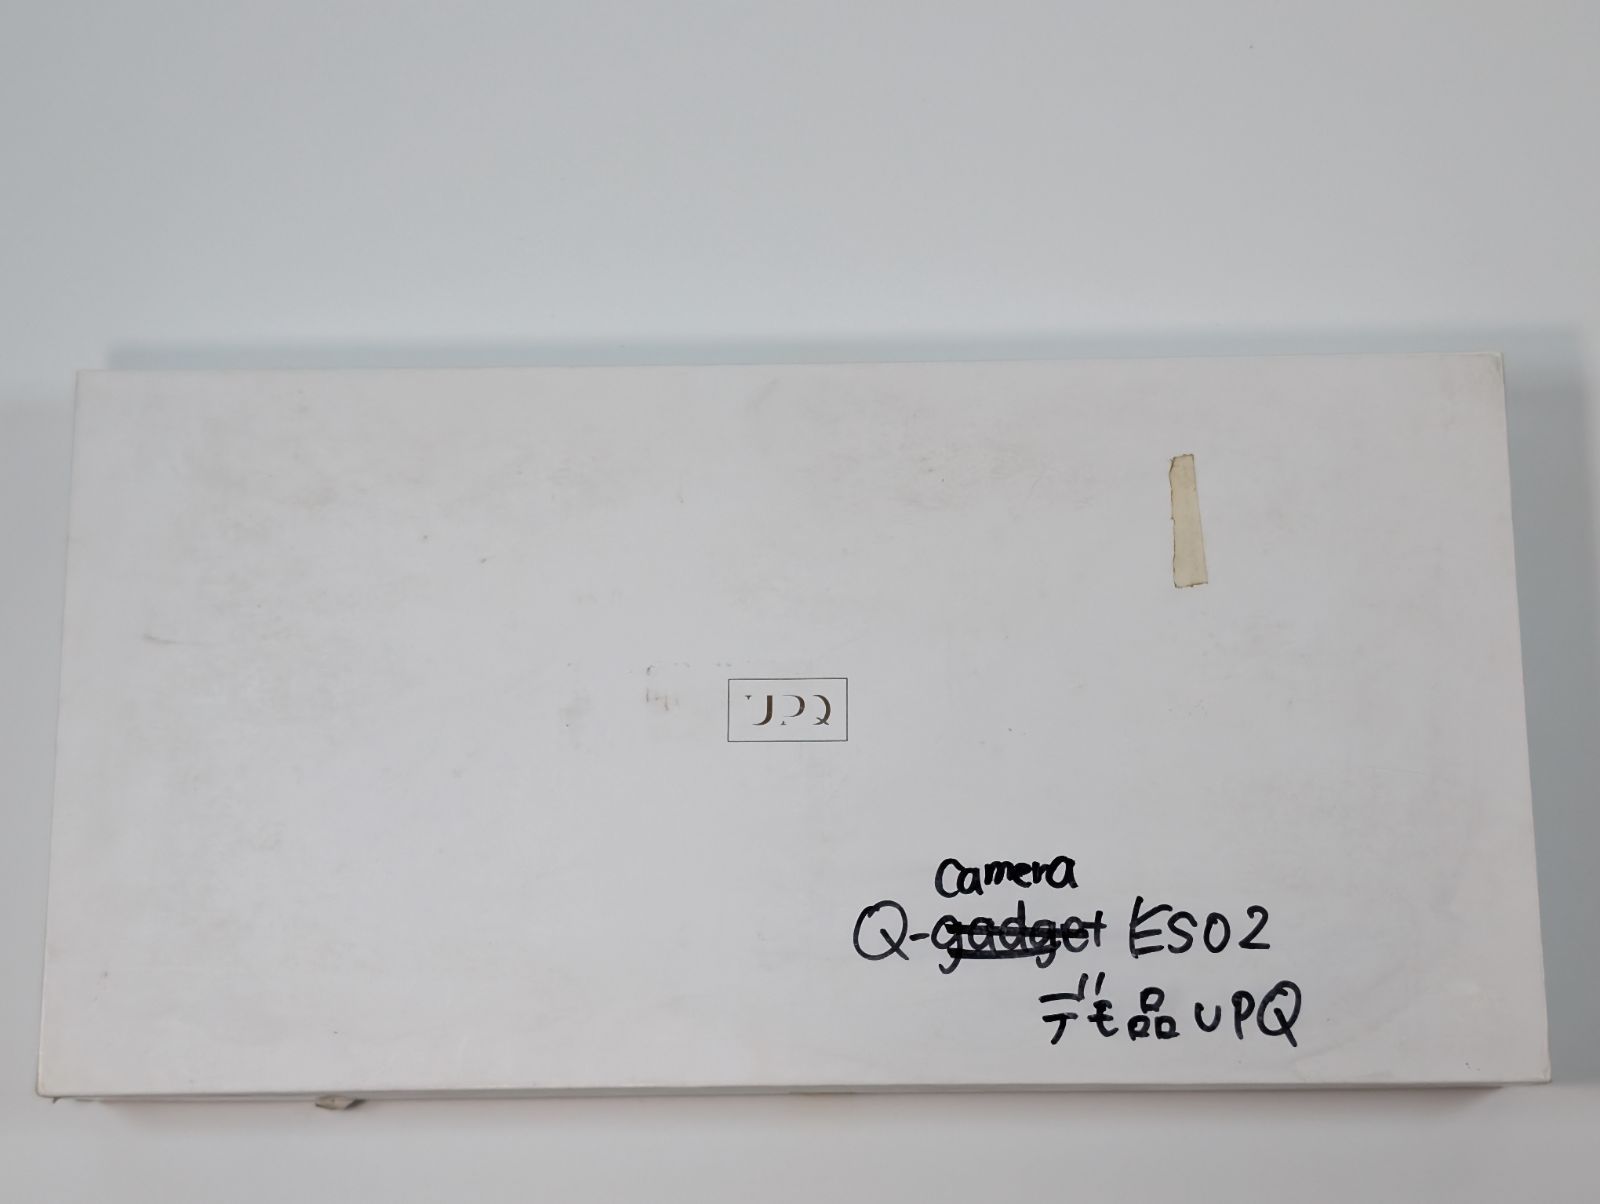 UPQ
Camera
Q-gadget ES02
デモ品 UPQ